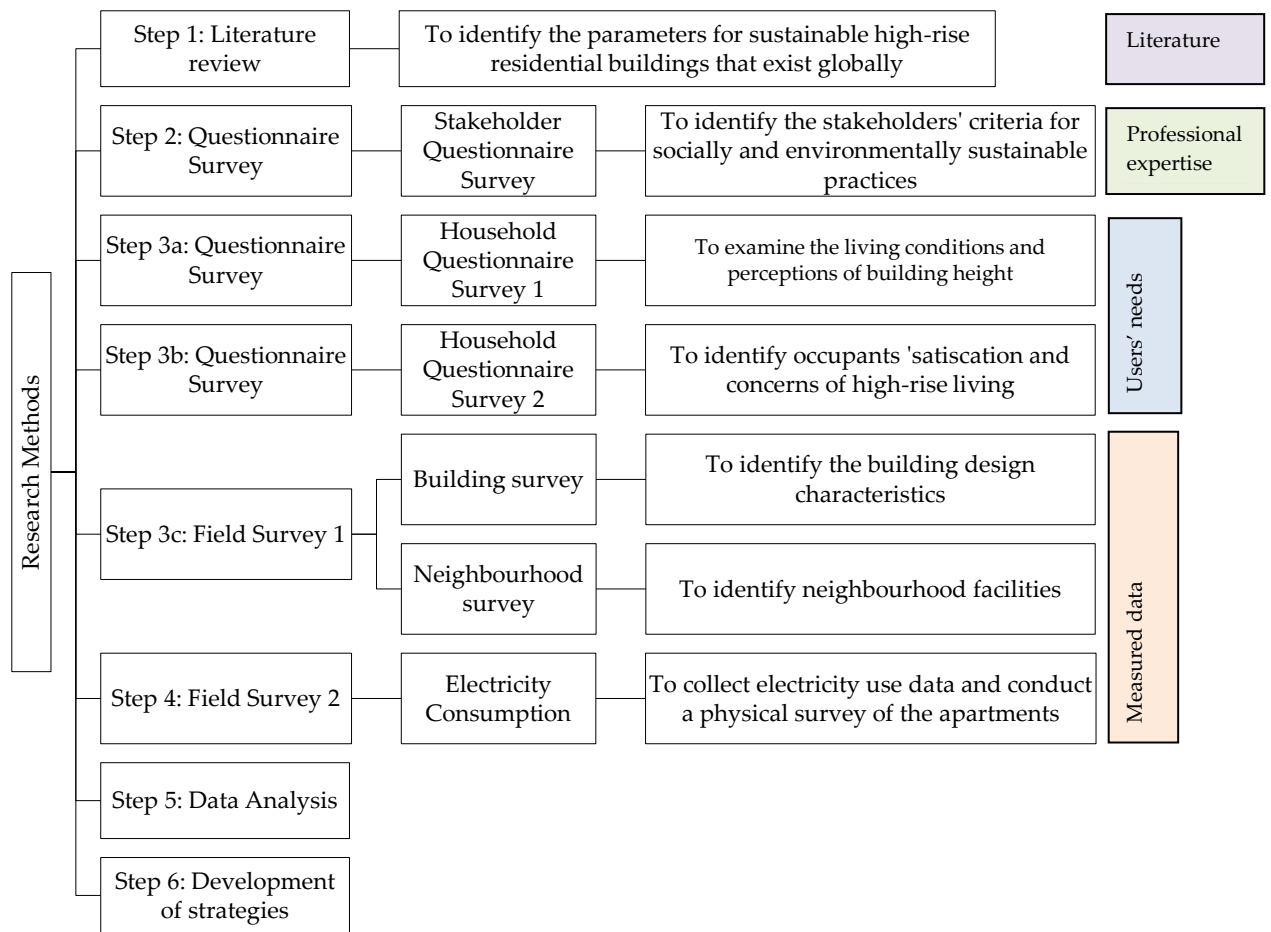 Step 1: Literature
review
To identify the parameters for sustainable high-rise
residential buildings that exist globally
Literature
Step 2: Questionnaire
Survey
Stakeholder
Questionnaire
Survey
To identify the stakeholders' criteria for
socially and environmentally sustainable
practices
Professional
expertise
Step 3a: Questionnaire
Survey
Household
Questionnaire
Survey 1
To examine the living conditions and
perceptions of building height
Step 3b: Questionnaire
Survey
Household
Questionnaire
Survey 2
To identify occupants 'satiscation and
concerns of high-rise living
Users’ needs
Research Methods
Step 3c: Field Survey 1
Building survey
To identify the building design
characteristics
Neighbourhood
survey
To identify neighbourhood facilities
Step 4: Field Survey 2
Electricity
Consumption
To collect electricity use data and conduct
a physical survey of the apartments
Measured data
Step 5: Data Analysis
Step 6: Development
of strategies